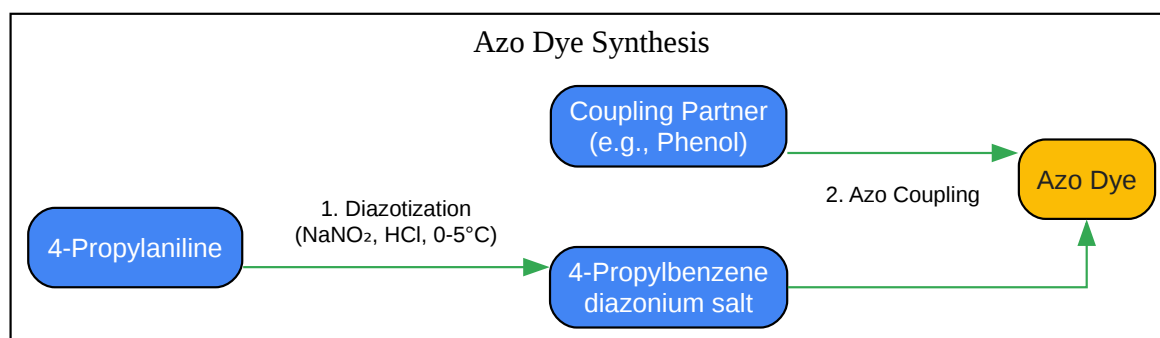 Azo Dye Synthesis
Coupling Partner
(e.g., Phenol)
Azo Dye
2. Azo Coupling
1. Diazotization
(NaNO₂, HCl, 0-5°C)
4-Propylaniline
4-Propylbenzene
diazonium salt